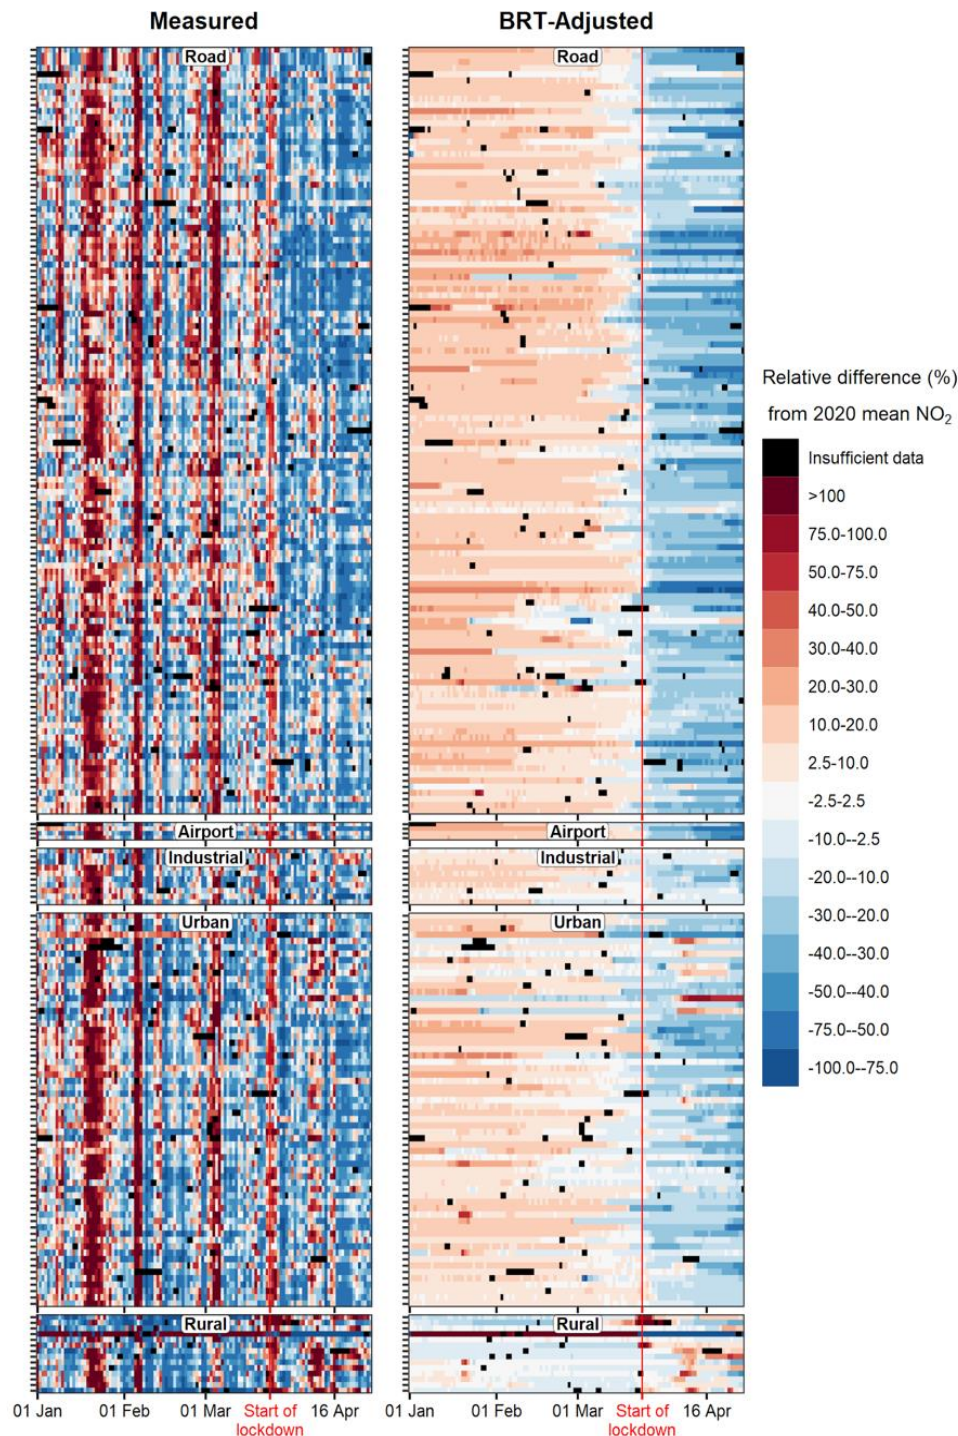 Measured
BRT-Adjusted
Road
Road
Airport
Airport
Industrial
Industrial
Urban
Urban
Rural
Rural
01 Jan
01 Feb
01 Mar
Start of
lockdown
16 Apr
01 Jan
01 Feb
01 Mar
Start of
lockdown
16 Apr
Relative difference (%)
from 2020 mean NO₂
Insufficient data
>100
75.0-100.0
50.0-75.0
40.0-50.0
30.0-40.0
20.0-30.0
10.0-20.0
2.5-10.0
-2.5-2.5
-10.0--2.5
-20.0--10.0
-30.0--20.0
-40.0--30.0
-50.0--40.0
-75.0--50.0
-100.0--75.0